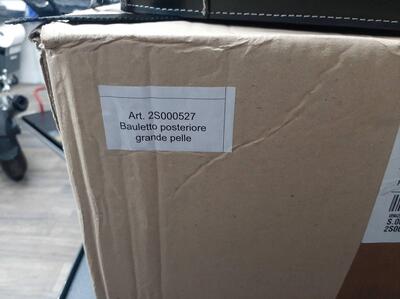 Art. 2S000527
Bauletto posteriore
grande pelle